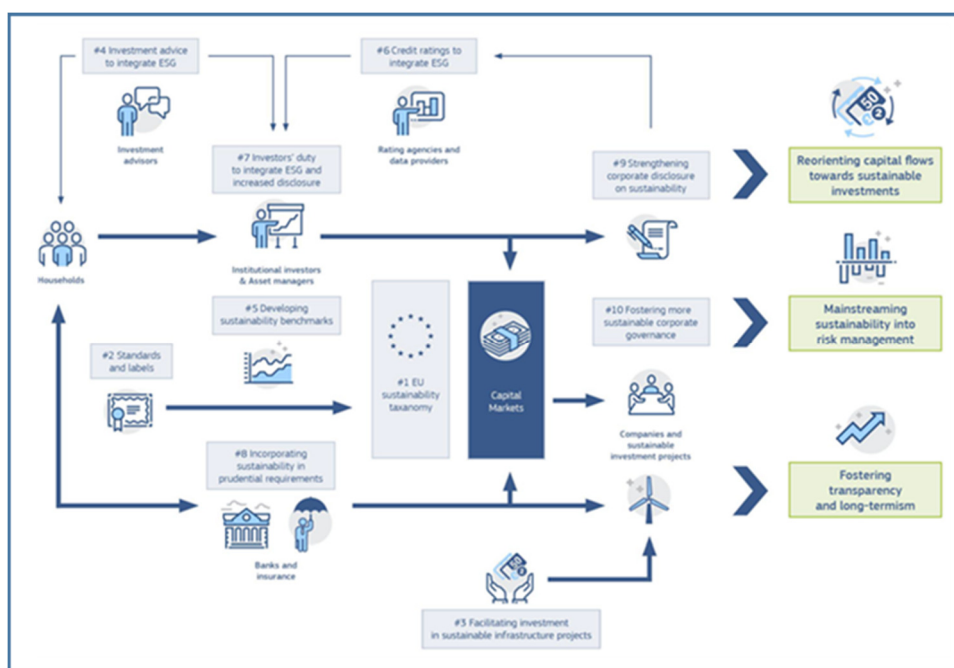 #4 Investment advice
to integrate ESG
#6 Credit ratings to
integrate ESG
Investment
advisors
Rating agencies and
data providers
#7 Investors' duty
to integrate ESG and
increased disclosure
#9 Strengthening
corporate disclosure
on sustainability
Reorienting capital flows
towards sustainable
investments
Households
Institutional investors
& Asset managers
#5 Developing
sustainability benchmarks
#10 Fostering more
sustainable corporate
governance
Mainstreaming
sustainability into
risk management
#2 Standards
and labels
#1 EU
sustainability
taxanomy
Capital
Markets
Companies and
sustainable
investment projects
#8 Incorporating
sustainability in
prudential requirements
Fostering
transparency
and long-termism
Banks and
insurance
#3 Facilitating investment
in sustainable infrastructure projects
50